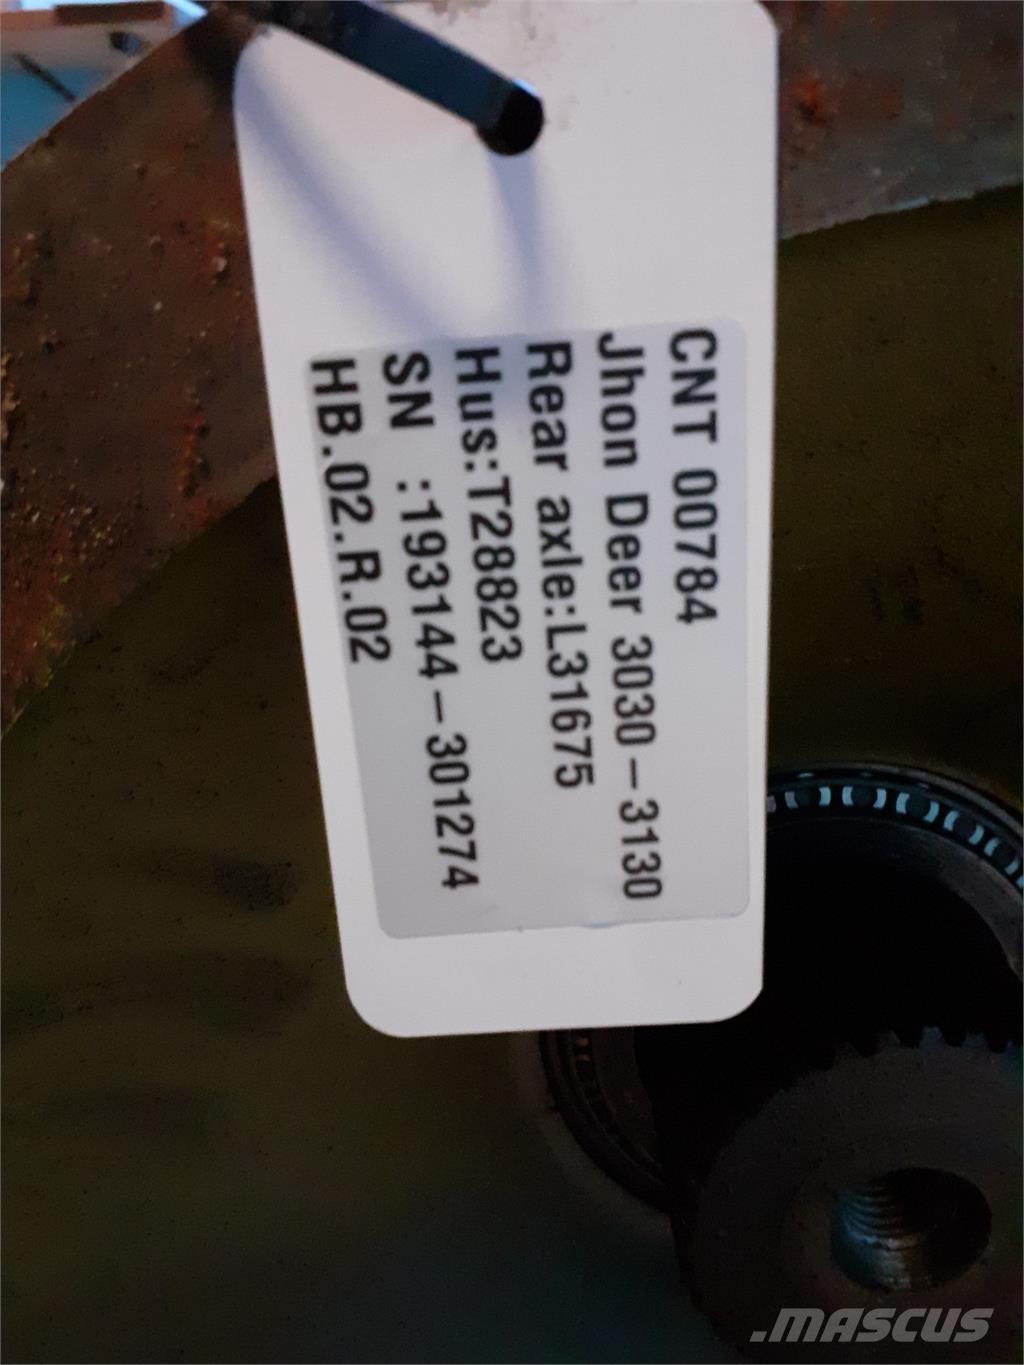 CNT 00784
Jhon Deer 3030-3130
Rear axle:L31675
Hus:T28823
SN :193144-301274
HB.02.R.02
.MASCUS